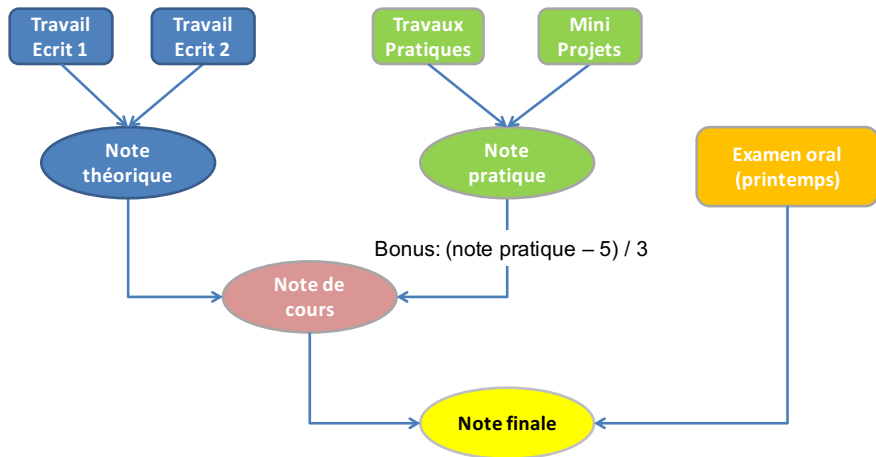 Travail
Ecrit 1
Travail
Ecrit 2
Travaux
Pratiques
Mini
Projets
Note
théorique
Note
pratique
Examen oral
(printemps)
Bonus: (note pratique – 5) / 3
Note de
cours
Note finale